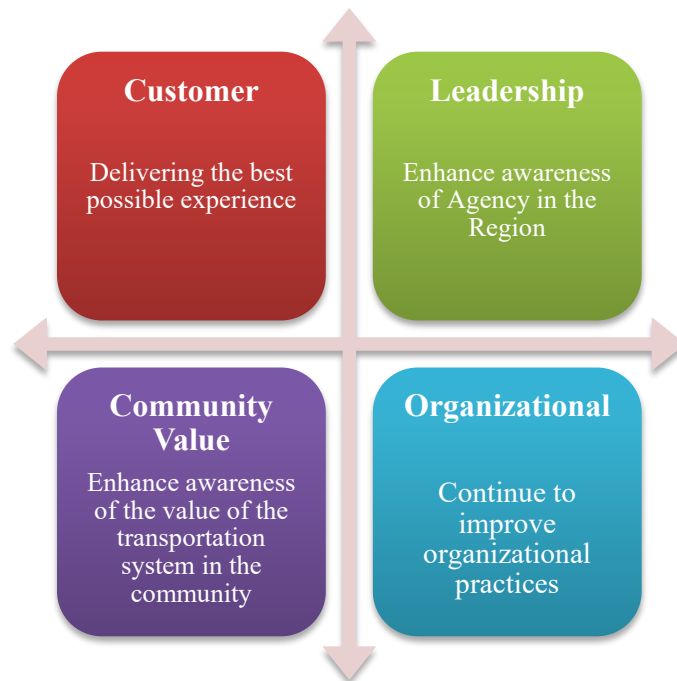 Customer
Delivering the best
possible experience
Leadership
Enhance awareness
of Agency in the
Region
Community
Value
Enhance awareness
of the value of the
transportation
system in the
community
Organizational
Continue to
improve
organizational
practices